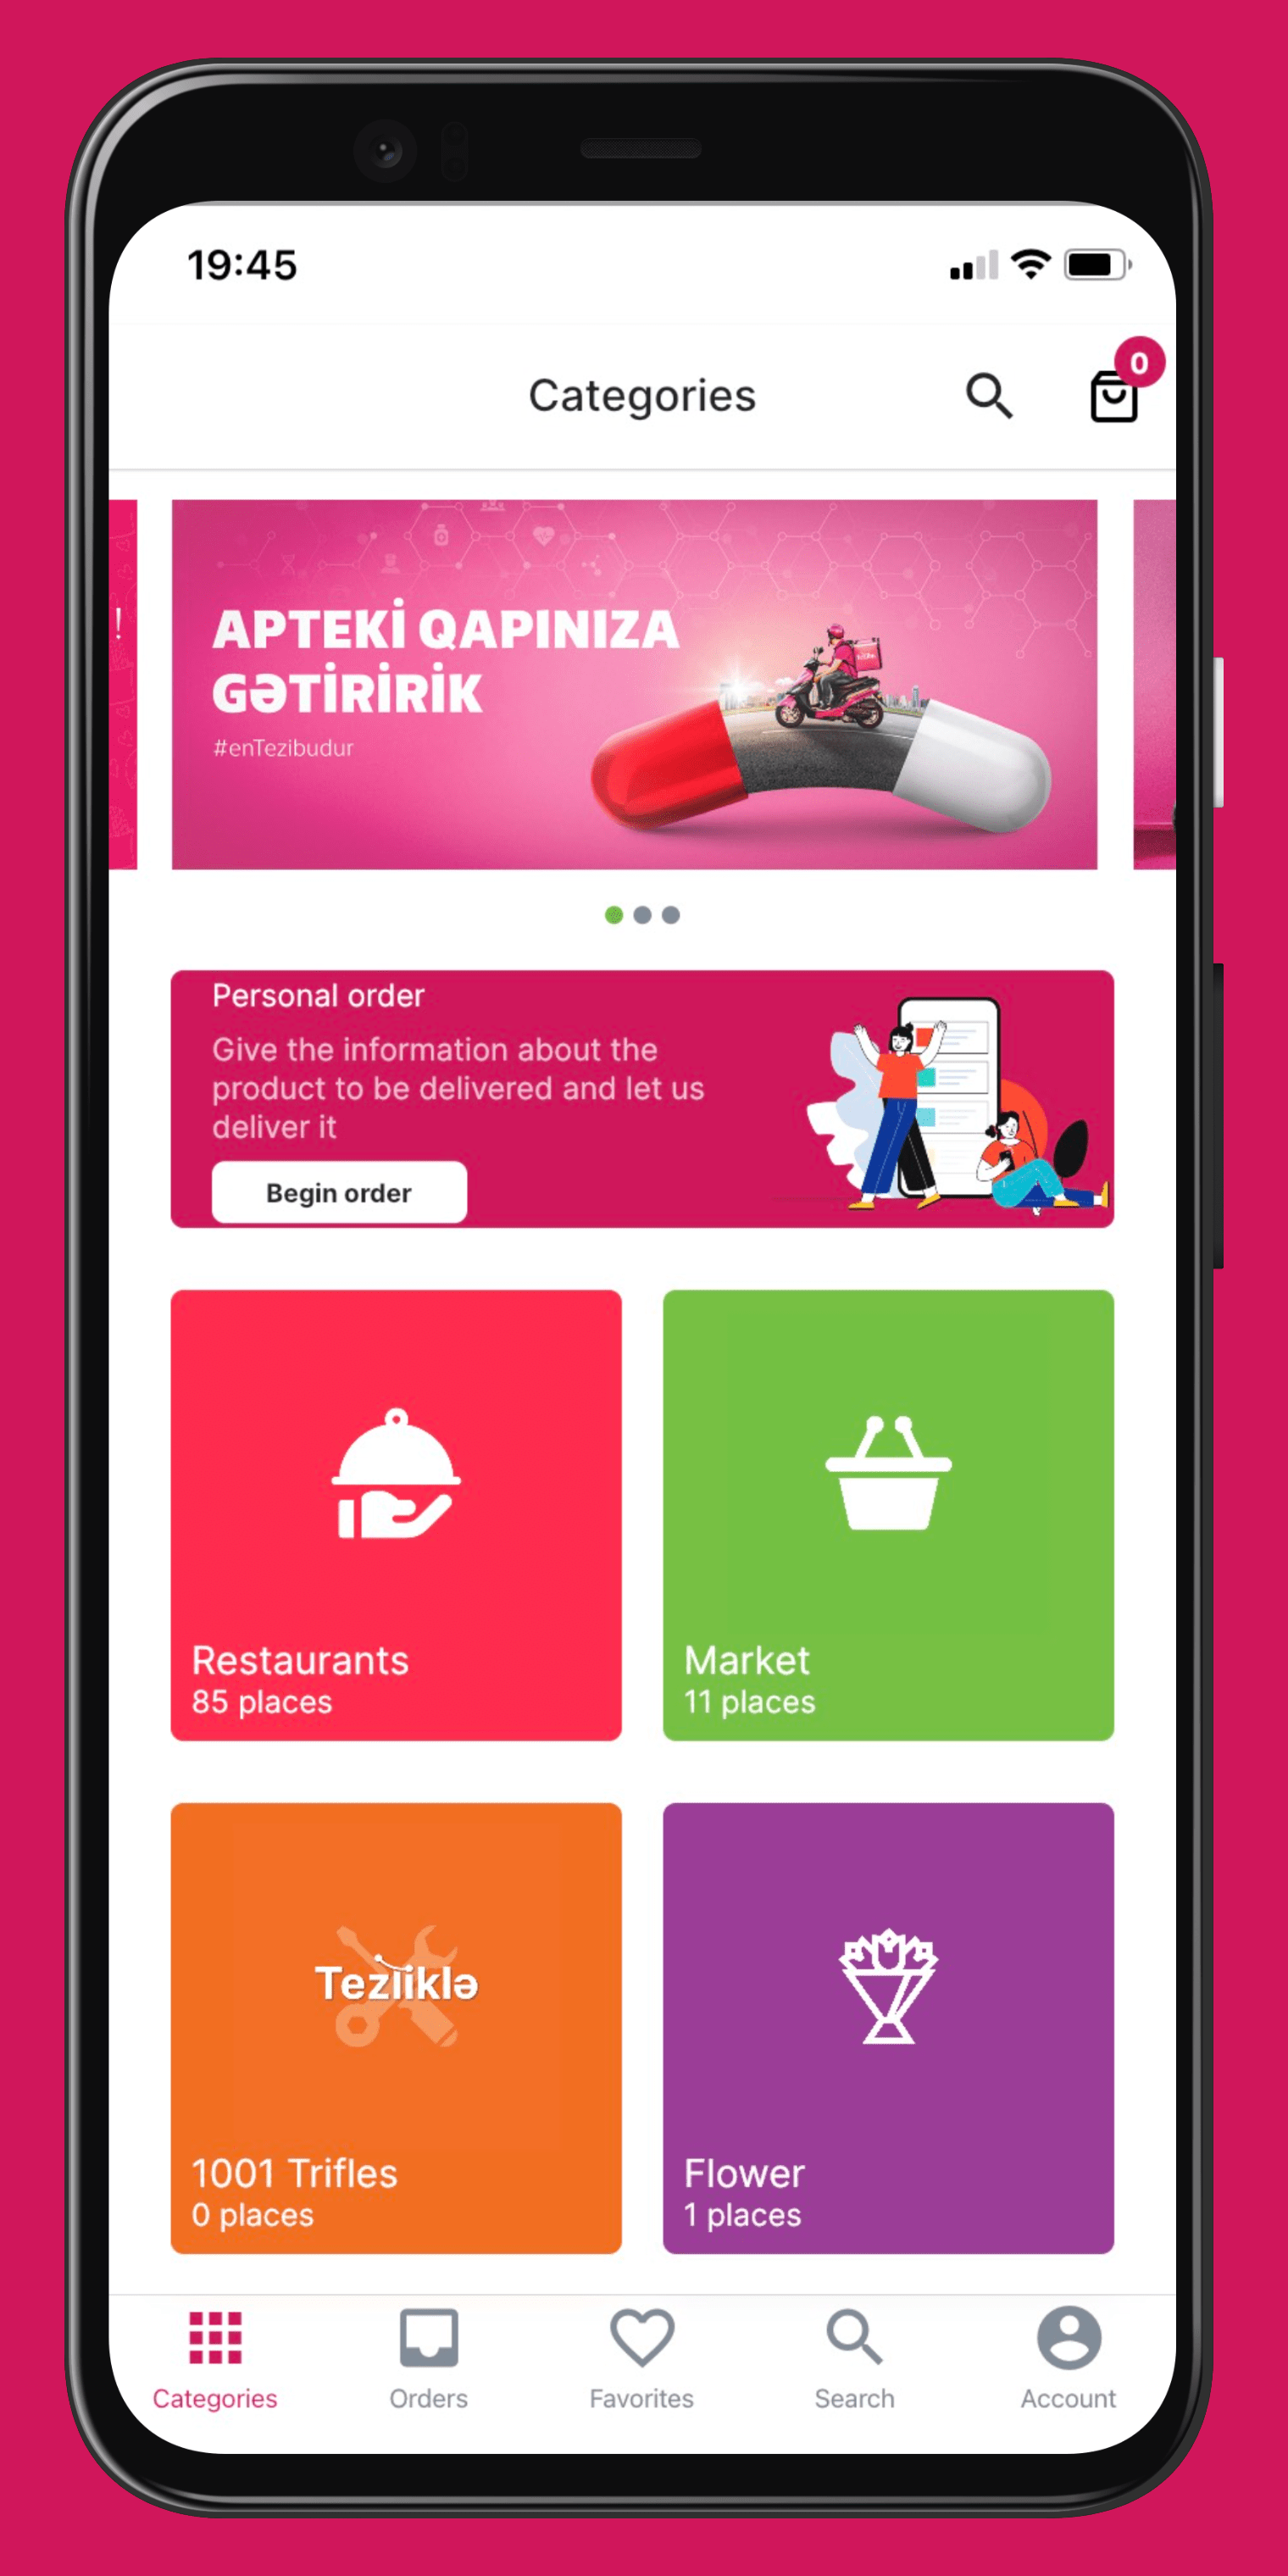 19:45
Categories
0
!
APTEKİ QAPINIZA
GƏTİRİRİK
#enTezibudur
Personal order
Give the information about the
product to be delivered and let us
deliver it
Begin order
Restaurants
85 places
Market
11 places
Tezliklə
1001 Trifles
0 places
Flower
1 places
Categories
Orders
Favorites
Search
Account